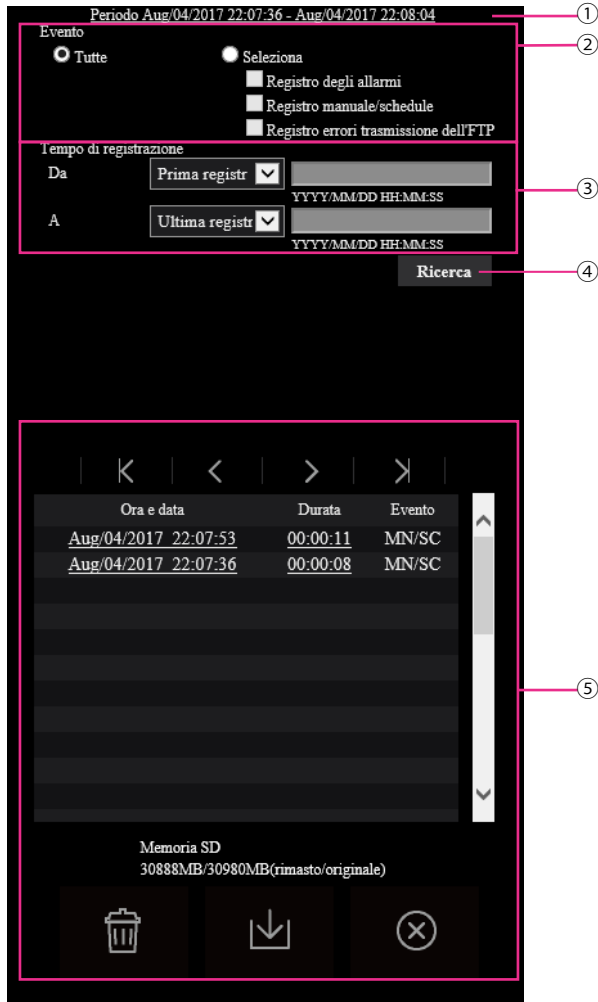 Periodo Aug/04/2017 22:07:36 - Aug/04/2017 22:08:04 ①
Evento ②
Tutte Seleziona
Registro degli allarmi
Registro manuale/schedule
Registro errori trasmissione dell'FTP
Tempo di registrazione
Da Prima registr ③
YYYY/MM/DD HH:MM:SS
A Ultima registr
YYYY/MM/DD HH:MM:SS
Ricerca ④
Ora e data Durata Evento
Aug/04/2017 22:07:53 00:00:11 MN/SC
Aug/04/2017 22:07:36 00:00:08 MN/SC
⑤
Memoria SD
30888MB/30980MB(rimasto/originale)